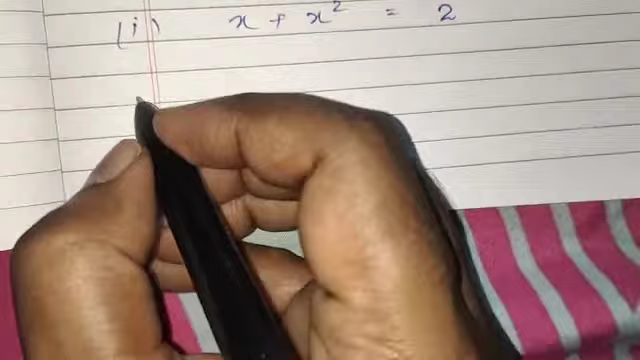 (i) x + x² = 2